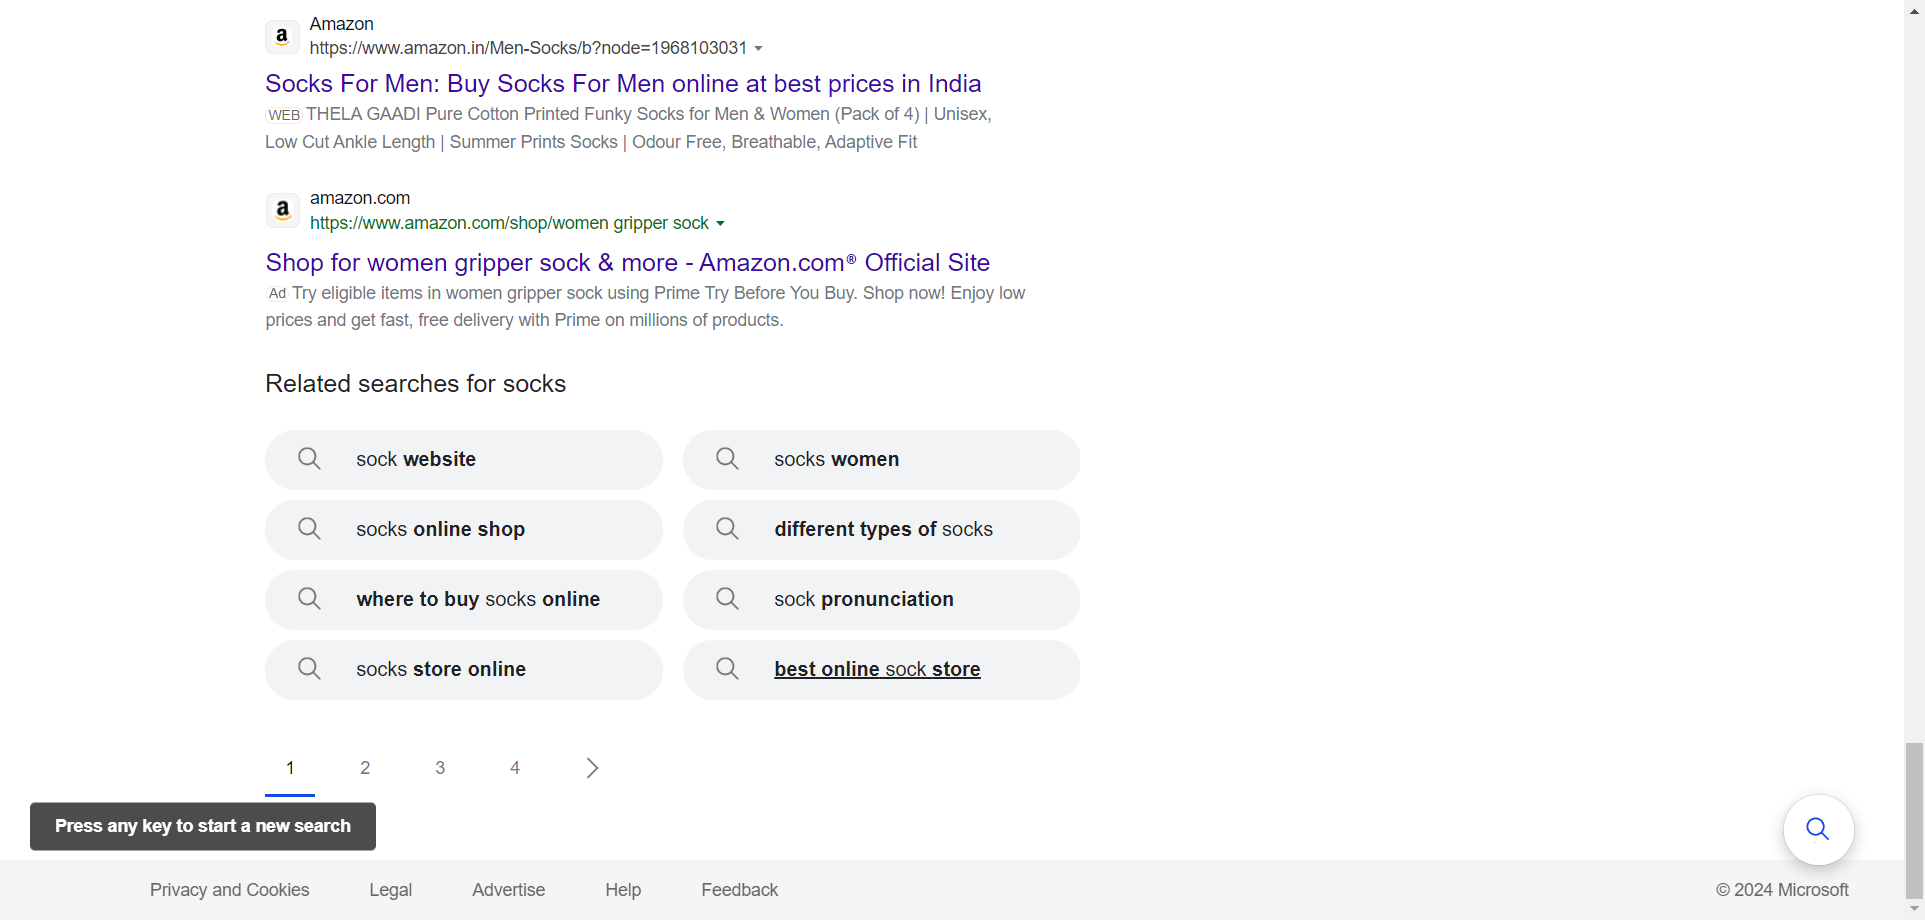 Amazon
https://www.amazon.in/Men-Socks/b?node=1968103031
Socks For Men: Buy Socks For Men online at best prices in India
WEB THELA GAADI Pure Cotton Printed Funky Socks for Men & Women (Pack of 4) | Unisex,
Low Cut Ankle Length | Summer Prints Socks | Odour Free, Breathable, Adaptive Fit
amazon.com
https://www.amazon.com/shop/women gripper sock
Shop for women gripper sock & more - Amazon.com® Official Site
Ad Try eligible items in women gripper sock using Prime Try Before You Buy. Shop now! Enjoy low
prices and get fast, free delivery with Prime on millions of products.
Related searches for socks
sock website
socks women
socks online shop
different types of socks
where to buy socks online
sock pronunciation
socks store online
best online sock store
1 2 3 4
Press any key to start a new search
Privacy and Cookies Legal Advertise Help Feedback © 2024 Microsoft